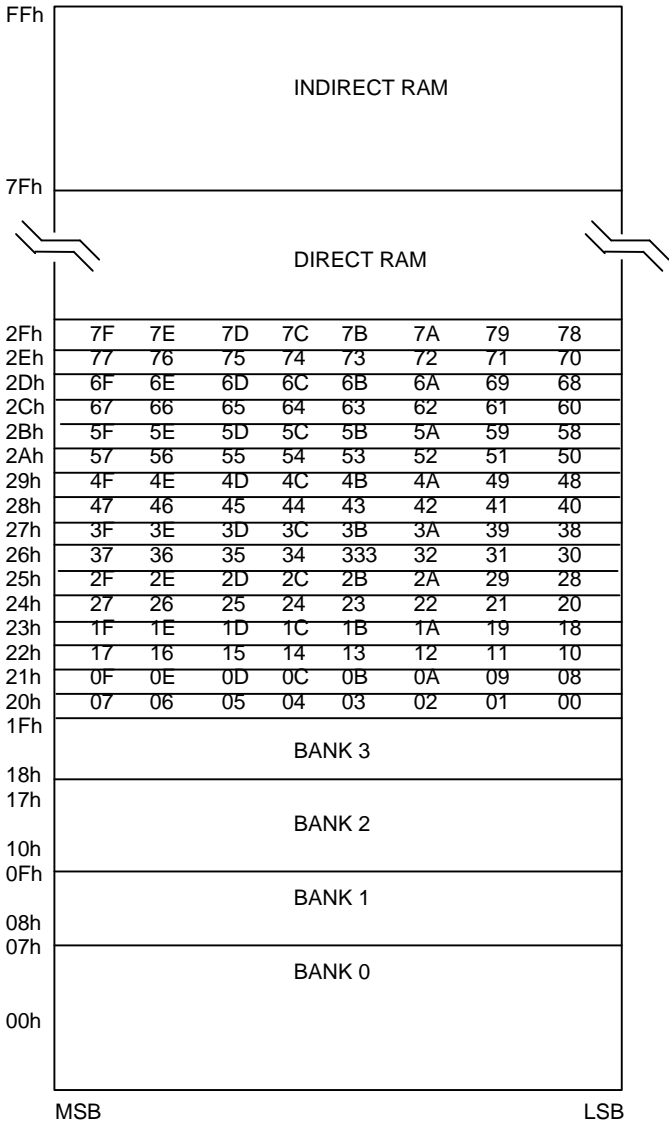 FFh
INDIRECT RAM
7Fh
DIRECT RAM
2Fh 7F 7E 7D 7C 7B 7A 79 78
2Eh 77 76 75 74 73 72 71 70
2Dh 6F 6E 6D 6C 6B 6A 69 68
2Ch 67 66 65 64 63 62 61 60
2Bh 5F 5E 5D 5C 5B 5A 59 58
2Ah 57 56 55 54 53 52 51 50
29h 4F 4E 4D 4C 4B 4A 49 48
28h 47 46 45 44 43 42 41 40
27h 3F 3E 3D 3C 3B 3A 39 38
26h 37 36 35 34 333 32 31 30
25h 2F 2E 2D 2C 2B 2A 29 28
24h 27 26 25 24 23 22 21 20
23h 1F 1E 1D 1C 1B 1A 19 18
22h 17 16 15 14 13 12 11 10
21h 0F 0E 0D 0C 0B 0A 09 08
20h 07 06 05 04 03 02 01 00
1Fh
BANK 3
18h
17h
BANK 2
10h
0Fh
BANK 1
08h
07h
BANK 0
00h
MSB LSB